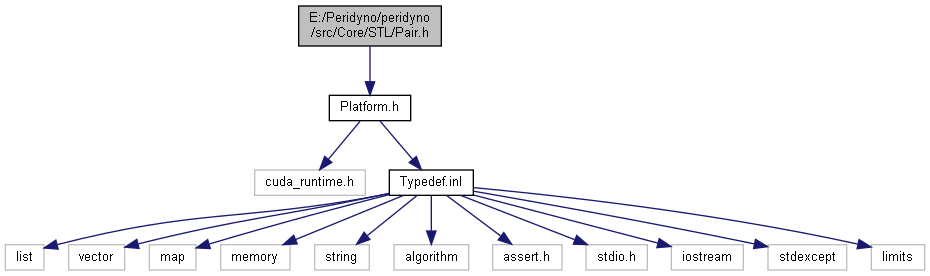 E:/Peridyno/peridyno
/src/Core/STL/Pair.h
Platform.h
cuda_runtime.h
Typedef.inl
list
vector
map
memory
string
algorithm
assert.h
stdio.h
iostream
stdexcept
limits